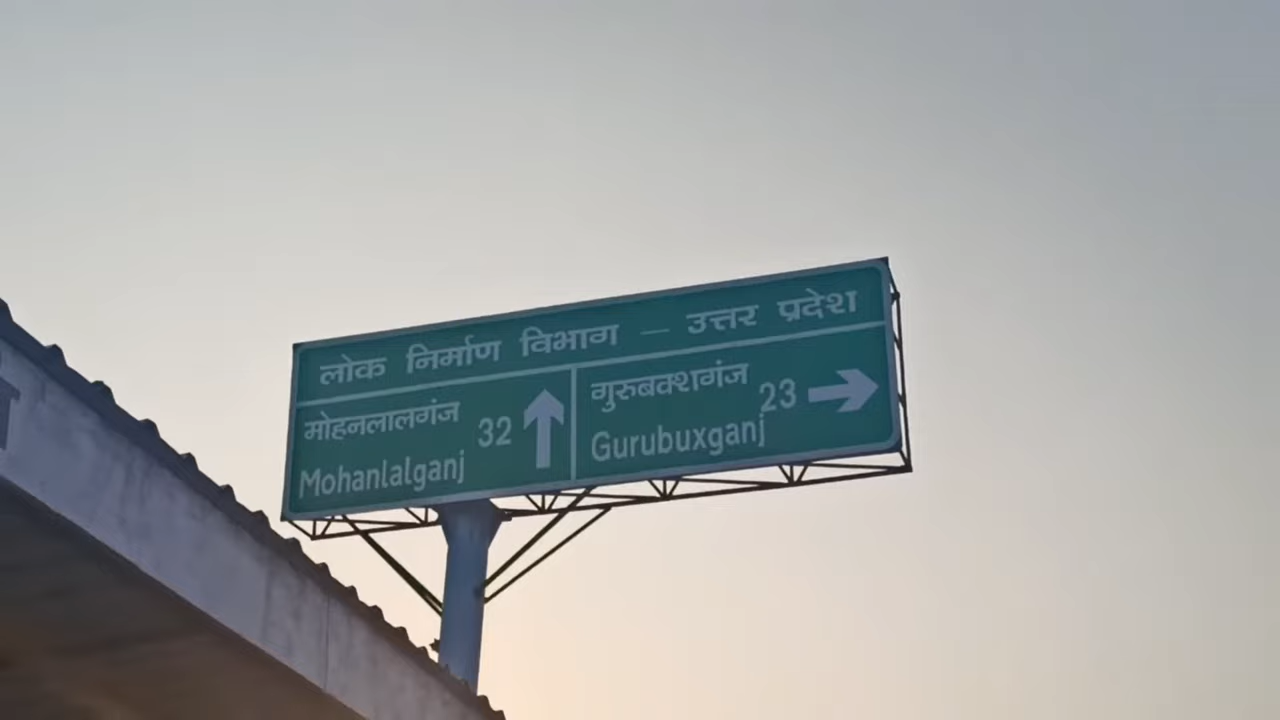 लोक निर्माण विभाग — उत्तर प्रदेश
मोहनलालगंज 32
Mohanlalganj
गुरुबक्शगंज 23
Gurubuxganj